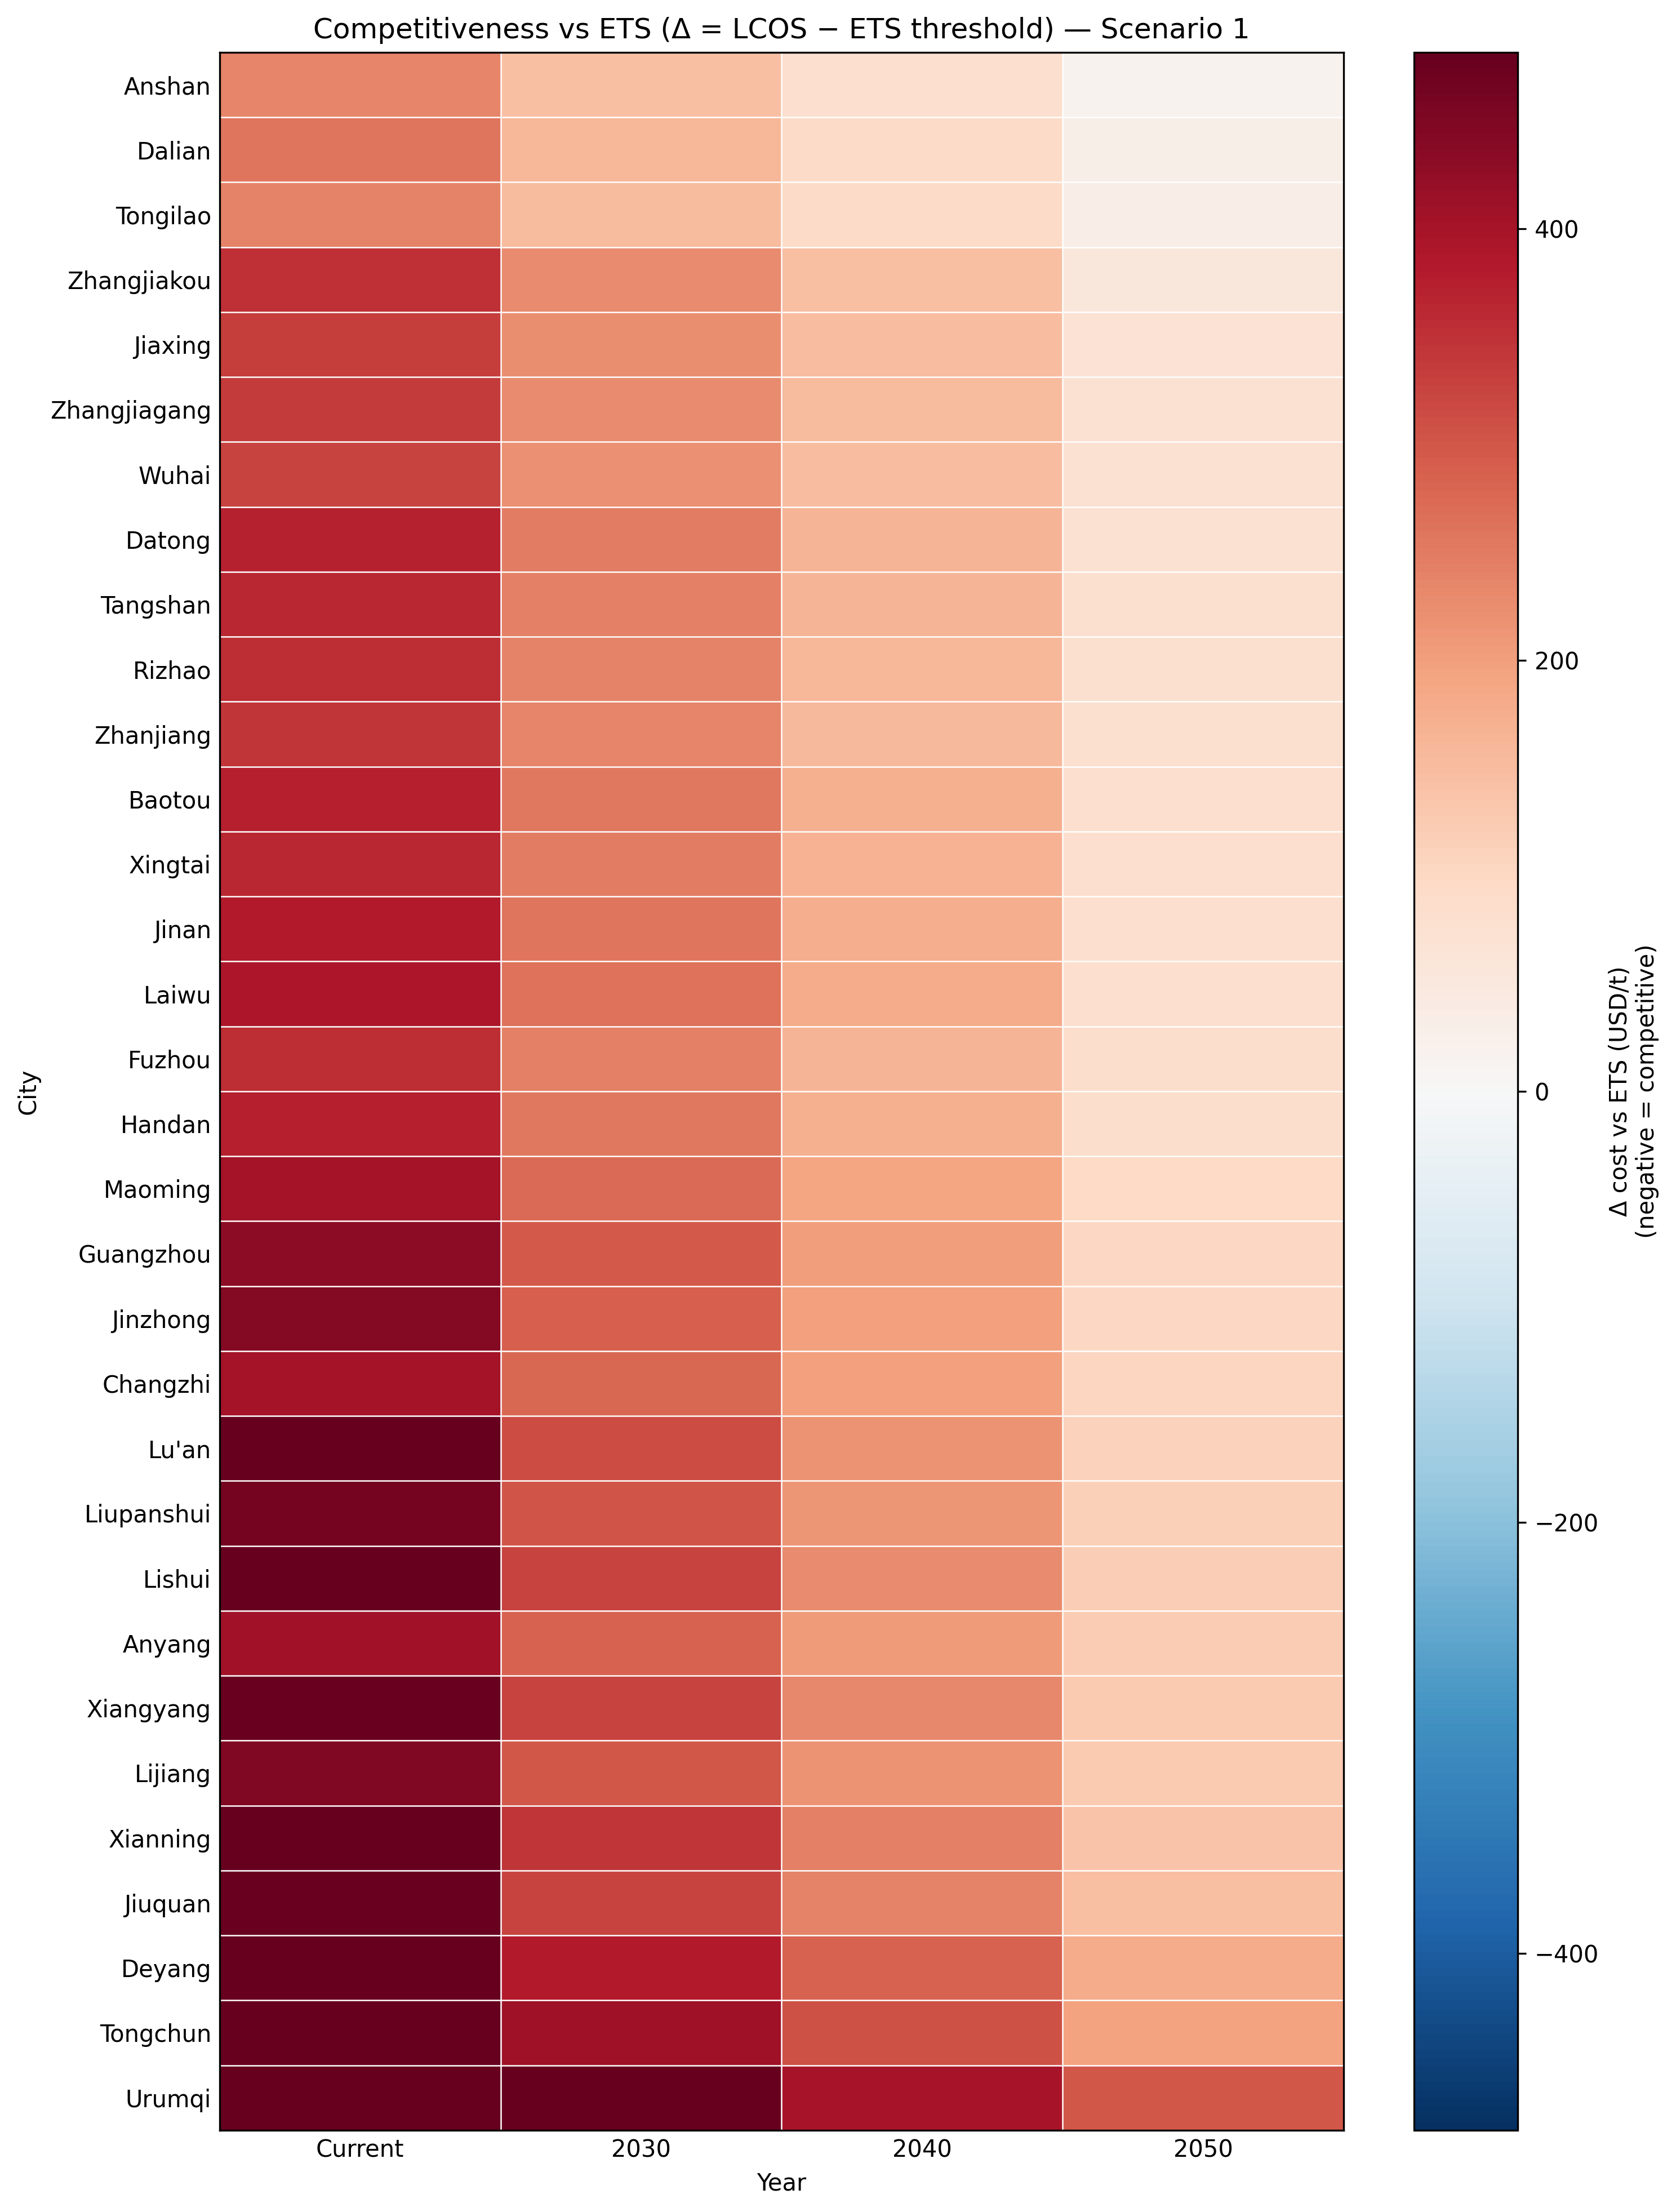 Competitiveness vs ETS (Δ = LCOS − ETS threshold) — Scenario 1
City
Anshan
Dalian
Tongilao
Zhangjiakou
Jiaxing
Zhangjiagang
Wuhai
Datong
Tangshan
Rizhao
Zhanjiang
Baotou
Xingtai
Jinan
Laiwu
Fuzhou
Handan
Maoming
Guangzhou
Jinzhong
Changzhi
Lu'an
Liupanshui
Lishui
Anyang
Xiangyang
Lijiang
Xianning
Jiuquan
Deyang
Tongchun
Urumqi
Current 2030 2040 2050
Year
400
200
0
−200
−400
Δ cost vs ETS (USD/t)
(negative = competitive)